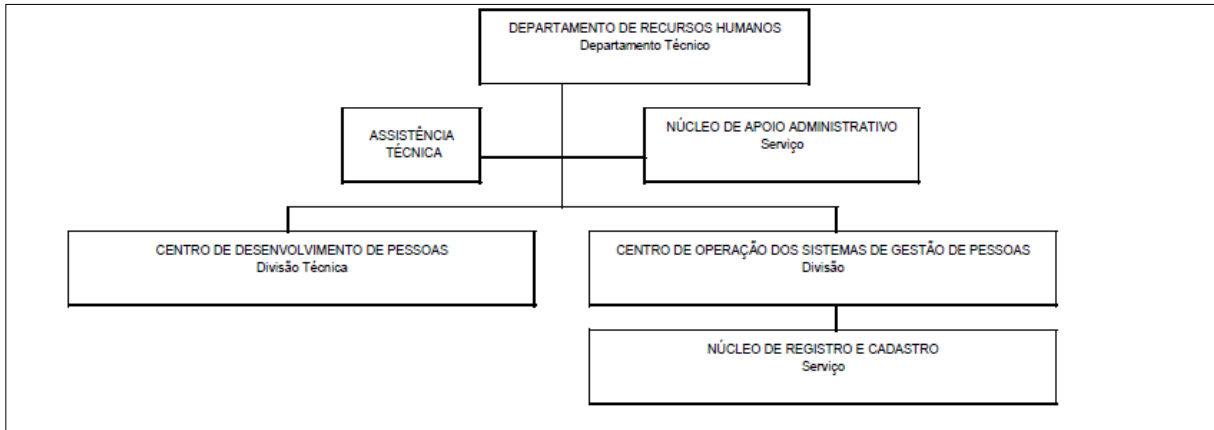 DEPARTAMENTO DE RECURSOS HUMANOS
Departamento Técnico
ASSISTÊNCIA
TÉCNICA
NÚCLEO DE APOIO ADMINISTRATIVO
Serviço
CENTRO DE DESENVOLVIMENTO DE PESSOAS
Divisão Técnica
CENTRO DE OPERAÇÃO DOS SISTEMAS DE GESTÃO DE PESSOAS
Divisão
NÚCLEO DE REGISTRO E CADASTRO
Serviço